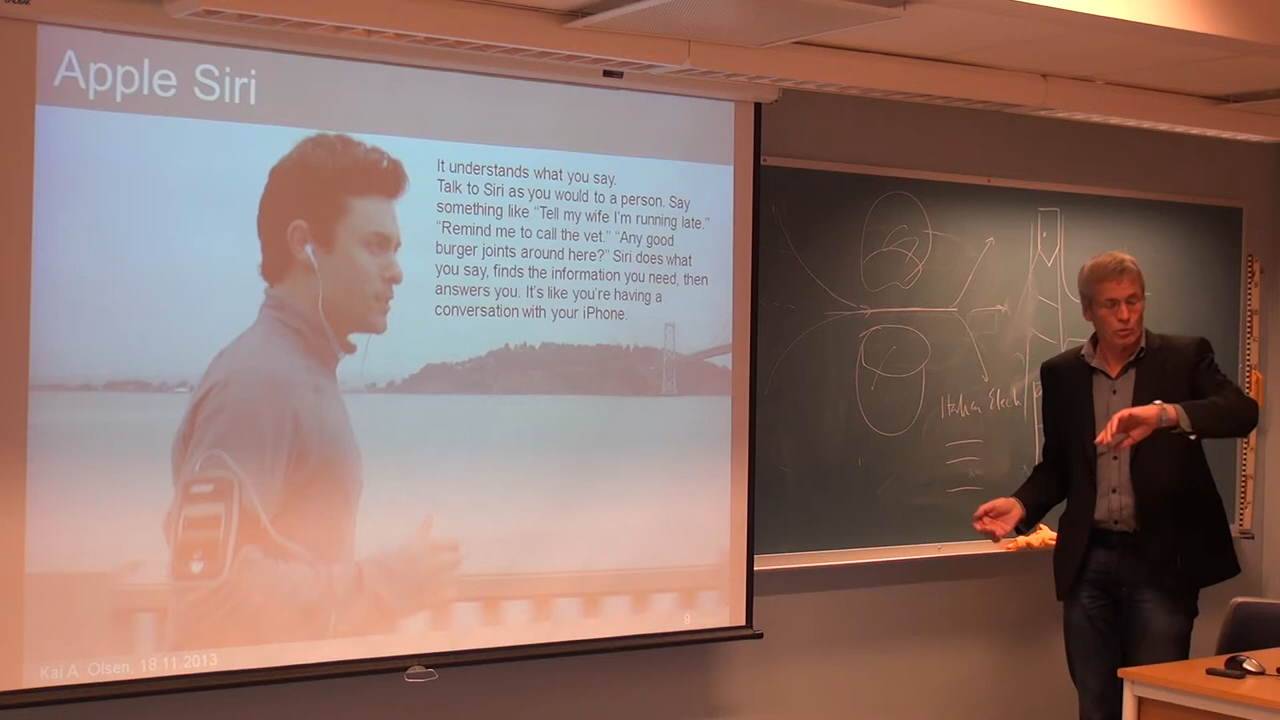 Apple Siri
It understands what you say.
Talk to Siri as you would to a person. Say
something like “Tell my wife I'm running late.”
“Remind me to call the vet.” “Any good
burger joints around here?” Siri does what
you say, finds the information you need, then
answers you. It's like you're having a
conversation with your iPhone.
9
Kai A. Olsen, 18.11.2013